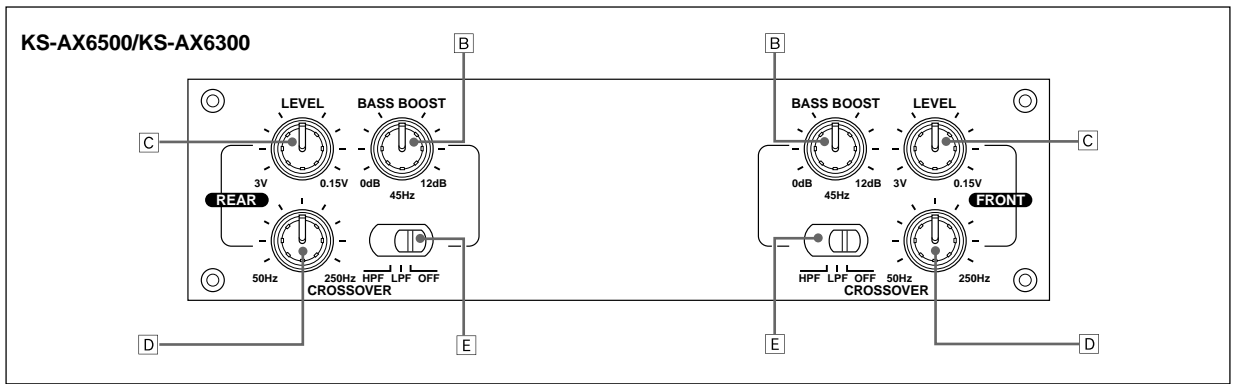 KS-AX6500/KS-AX6300
B B
LEVEL BASS BOOST BASS BOOST LEVEL
C C
3V 0.15V 0dB 12dB 0dB 12dB 3V 0.15V
45Hz 45Hz
REAR FRONT
50Hz 250Hz HPF LPF OFF HPF LPF OFF 50Hz 250Hz
CROSSOVER CROSSOVER
D E E D